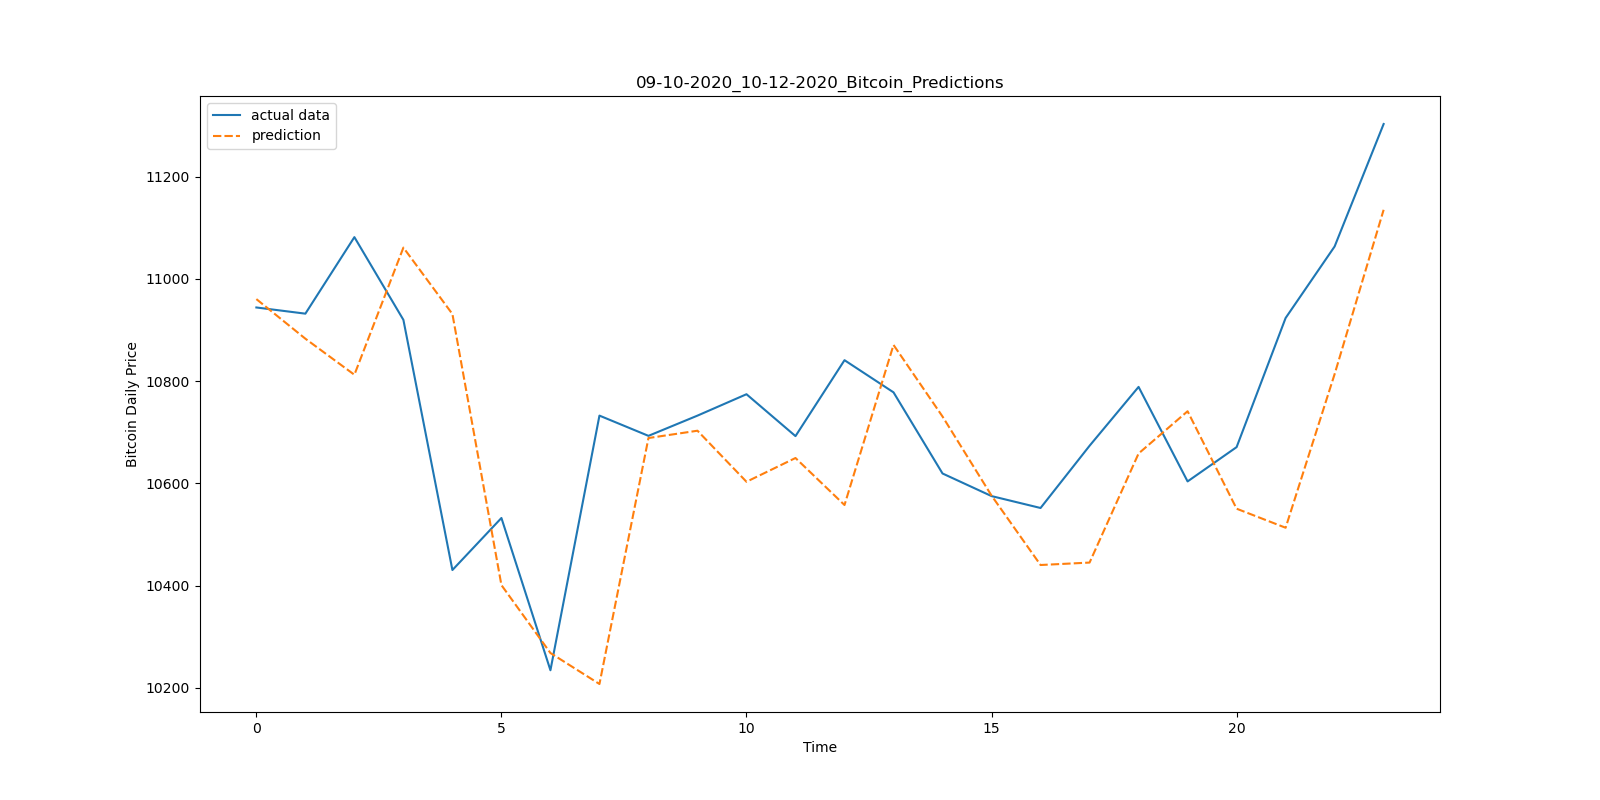 09-10-2020_10-12-2020_Bitcoin_Predictions
actual data
prediction
11200
11000
10800
10600
10400
10200
Bitcoin Daily Price
0 5 10 15 20
Time